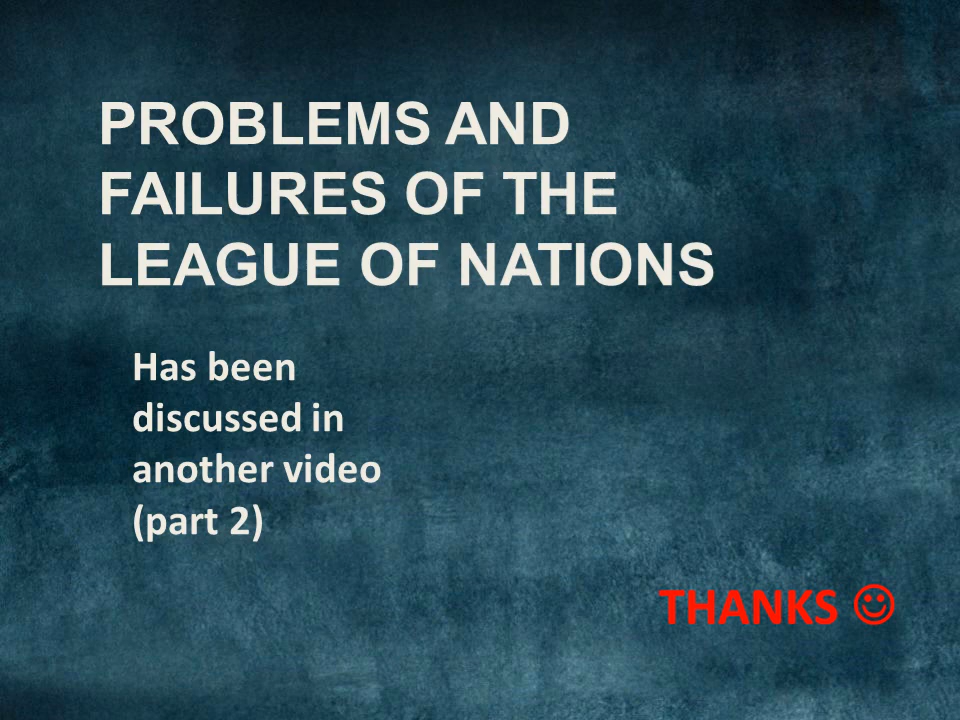 PROBLEMS AND
FAILURES OF THE
LEAGUE OF NATIONS
Has been
discussed in
another video
(part 2)
THANKS ☺